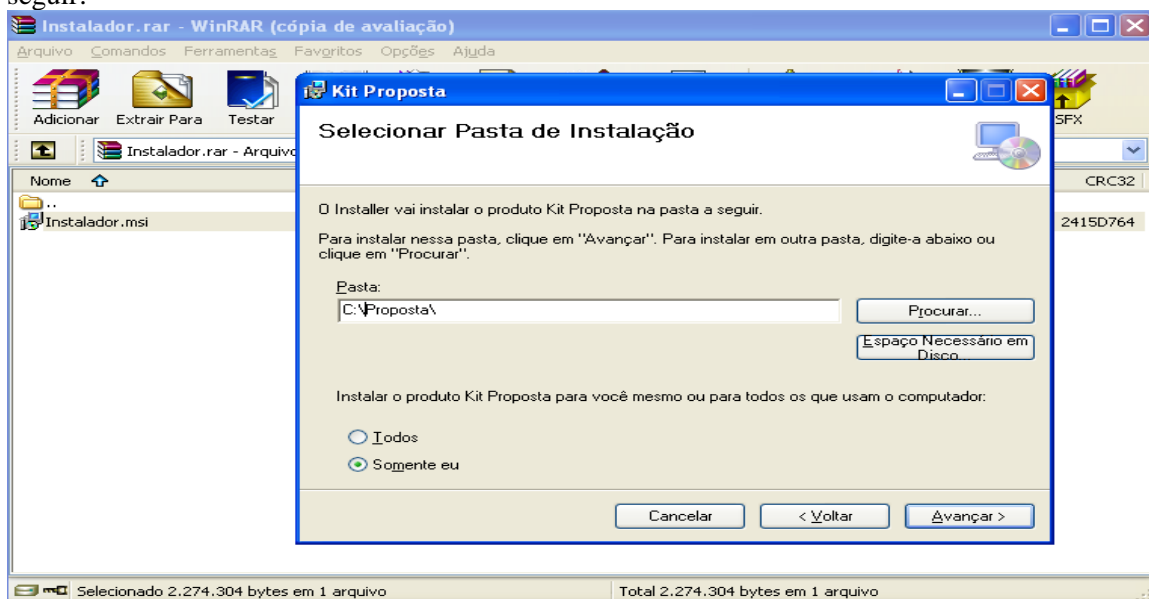 seguir:
Instalador.rar - WinRAR (cópia de avaliação)
Arquivo Comandos Ferramentas Favoritos Opções Ajuda
Adicionar Extrair Para Testar SFX
Instalador.rar - Arquivo
Nome CRC32
..
Instalador.msi 2415D764
Kit Proposta
Selecionar Pasta de Instalação
O Installer vai instalar o produto Kit Proposta na pasta a seguir.
Para instalar nessa pasta, clique em "Avançar". Para instalar em outra pasta, digite-a abaixo ou
clique em "Procurar".
Pasta:
C:\Proposta\
Procurar...
Espaço Necessário em
Disco...
Instalar o produto Kit Proposta para você mesmo ou para todos os que usam o computador:
Todos
Somente eu
Cancelar < Voltar Avançar >
Selecionado 2.274.304 bytes em 1 arquivo Total 2.274.304 bytes em 1 arquivo